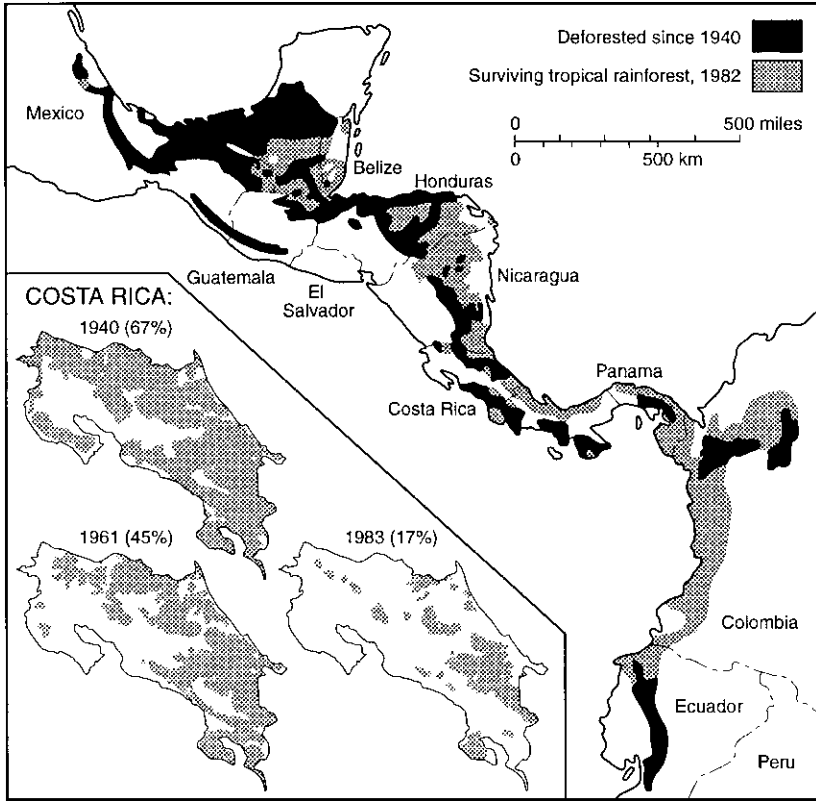 Deforested since 1940
Surviving tropical rainforest, 1982
0 500 miles
0 500 km
Mexico
Belize
Honduras
Guatemala
El
Salvador
Nicaragua
Costa Rica
Panama
Colombia
Ecuador
Peru
COSTA RICA:
1940 (67%)
1961 (45%)
1983 (17%)